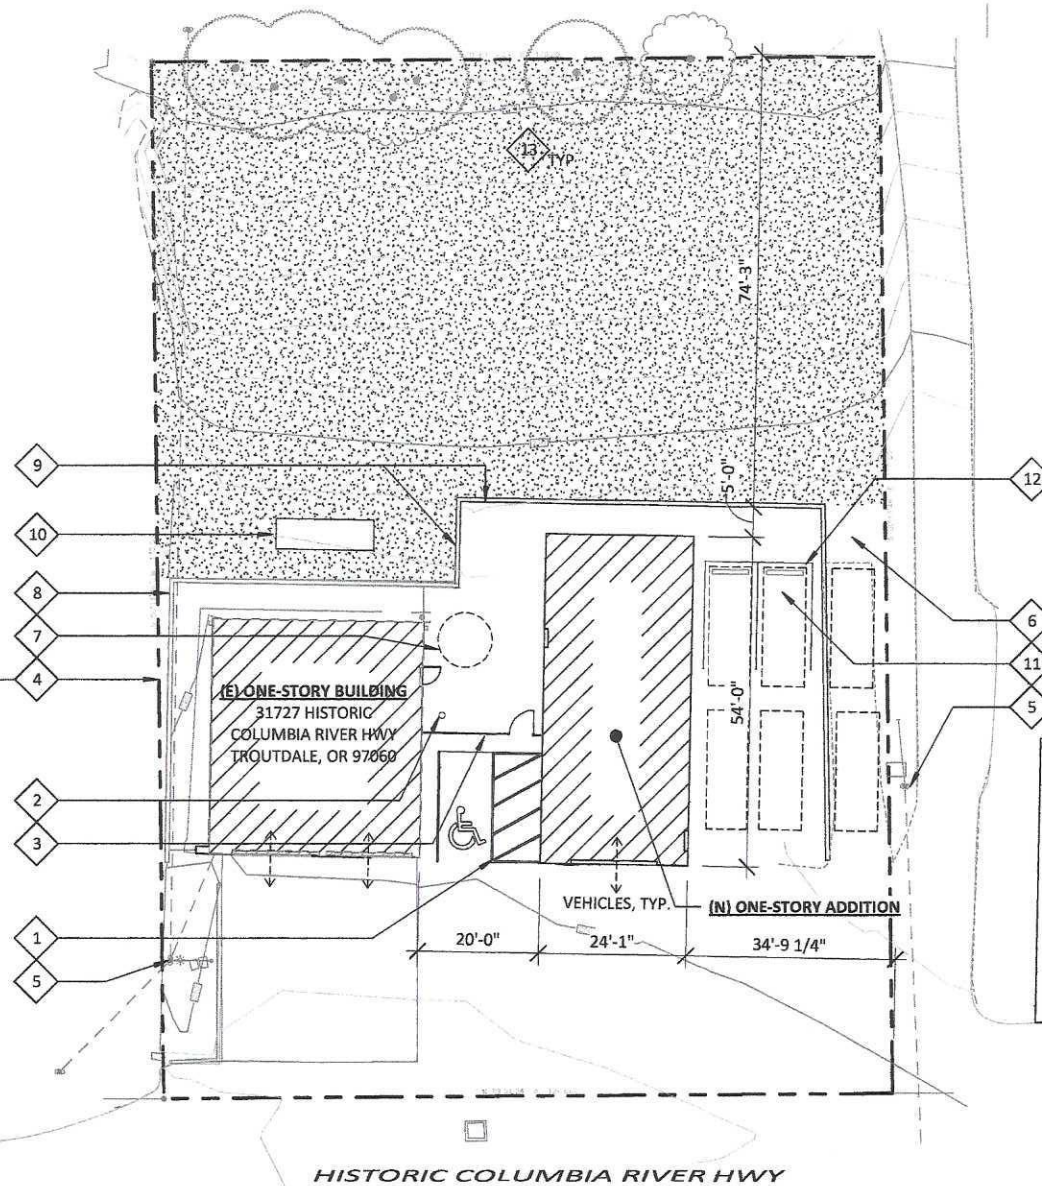 13 TYP
74'-3"
9
5'-0"
12
10
8
7
6
4
11
(E) ONE-STORY BUILDING
31727 HISTORIC
COLUMBIA RIVER HWY
TROUTDALE, OR 97060
54'-0"
5
2
3
VEHICLES, TYP.
(N) ONE-STORY ADDITION
1
20'-0"
24'-1"
34'-9 1/4"
5
HISTORIC COLUMBIA RIVER HWY